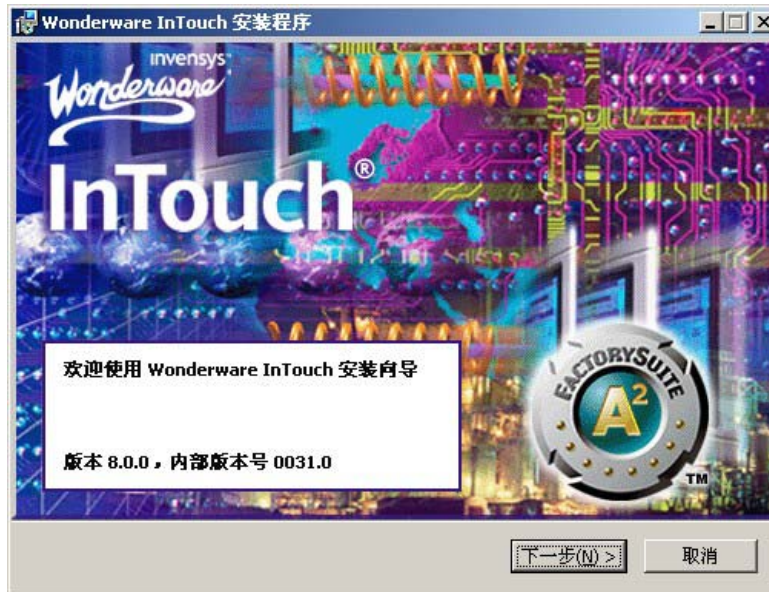 Wonderware InTouch 安装程序
invensys
Wonderware
InTouch®
欢迎使用 Wonderware InTouch 安装向导
版本 8.0.0，内部版本号 0031.0
FACTORYSUITE
A²
TM
下一步(N) >
取消